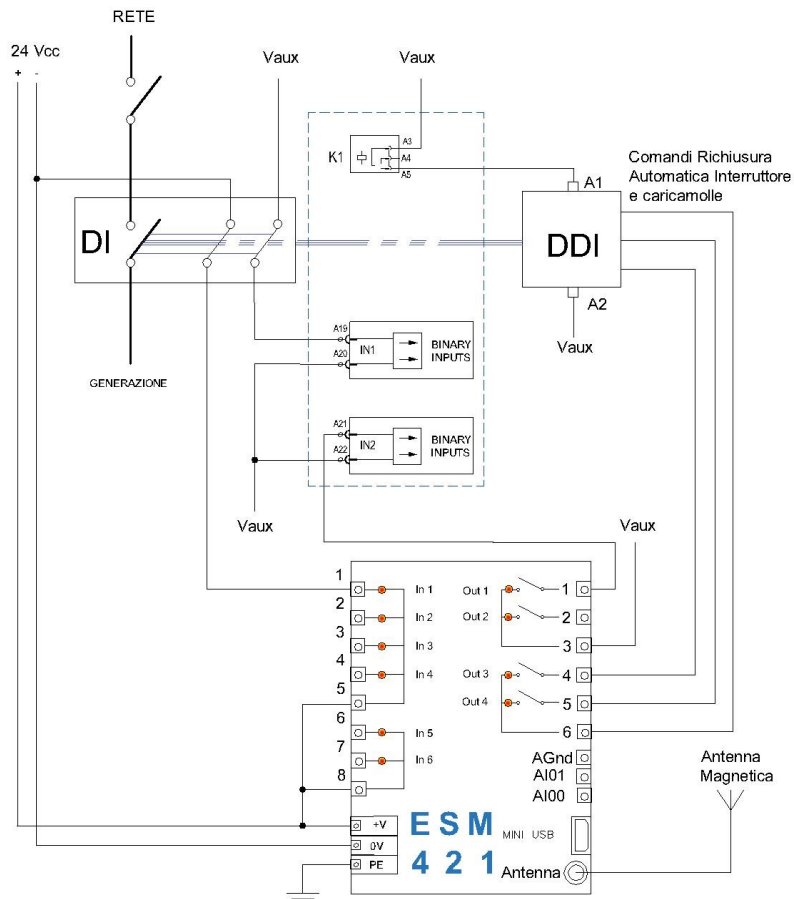 RETE
24 Vcc
+ -
Vaux
Vaux
K1
A3
A4
A5
Comandi Richiusura
Automatica Interruttore
e caricamolle
A1
DI
DDI
A2
Vaux
A19
A20
IN1
BINARY
INPUTS
GENERAZIONE
A21
A22
IN2
BINARY
INPUTS
Vaux
Vaux
1
In 1
Out 1
1
2
In 2
Out 2
2
3
In 3
3
4
In 4
Out 3
4
5
Out 4
5
6
In 5
6
7
In 6
8
AGnd
AI01
AI00
Antenna
Magnetica
+V
ESM
MINI USB
0V
421
PE
Antenna